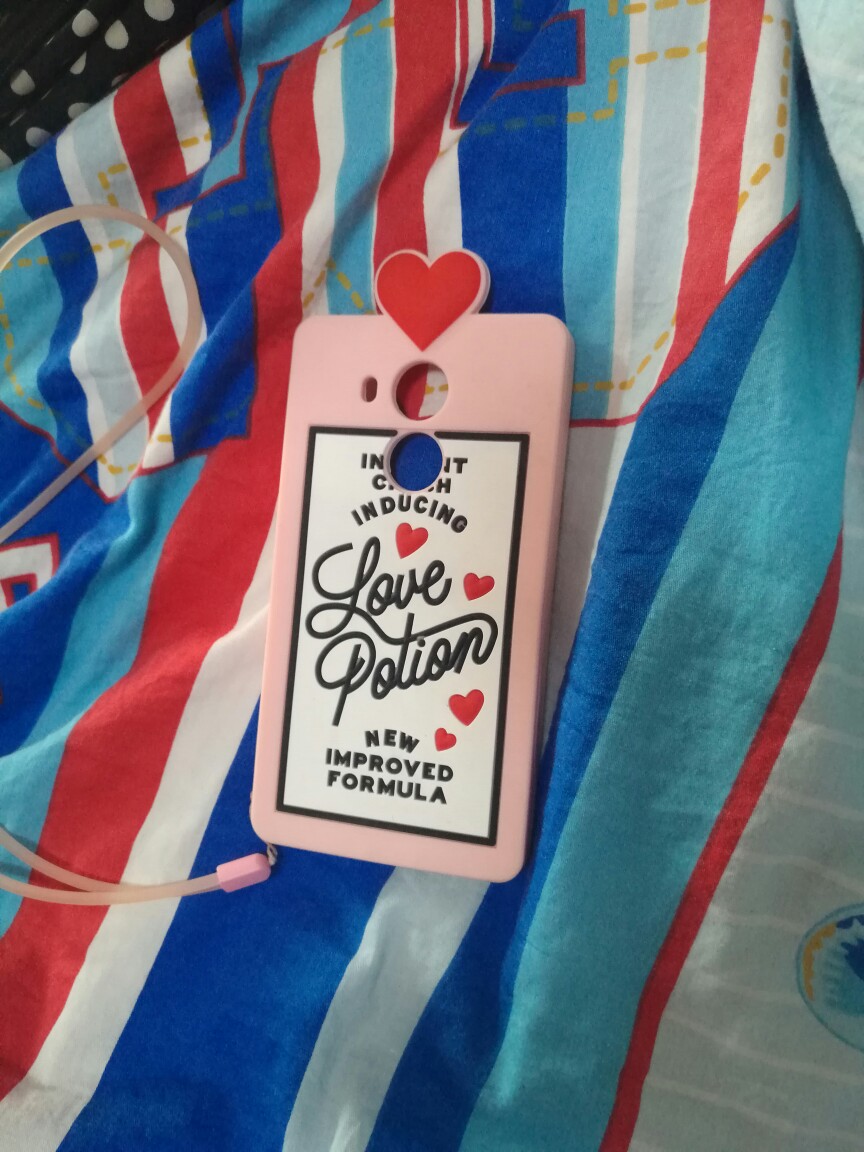 INDUCING
Love
Potion
NEW
IMPROVED
FORMULA